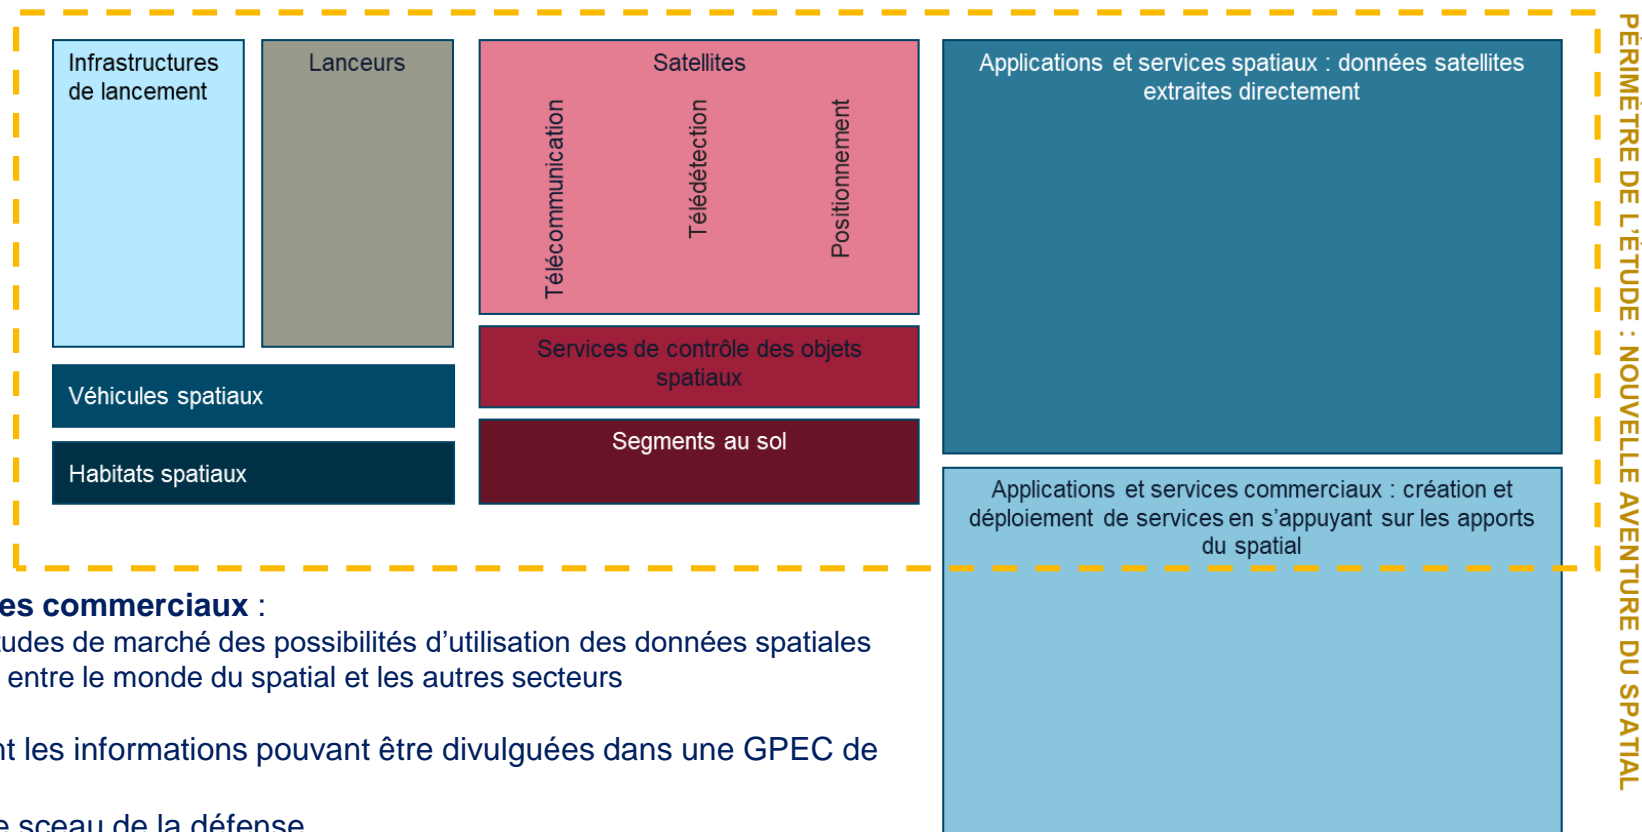 Infrastructures
de lancement
Lanceurs
Satellites
Télécommunication
Télédétection
Positionnement
Applications et services spatiaux : données satellites
extraites directement
Services de contrôle des objets
spatiaux
Véhicules spatiaux
Segments au sol
Habitats spatiaux
Applications et services commerciaux : création et
déploiement de services en s’appuyant sur les apports
du spatial
PÉRIMÈTRE DE L’ÉTUDE : NOUVELLE AVENTURE DU SPATIAL
commerciaux :
de marché des possibilités d’utilisation des données spatiales
entre le monde du spatial et les autres secteurs
les informations pouvant être divulguées dans une GPEC de
sceau de la défense